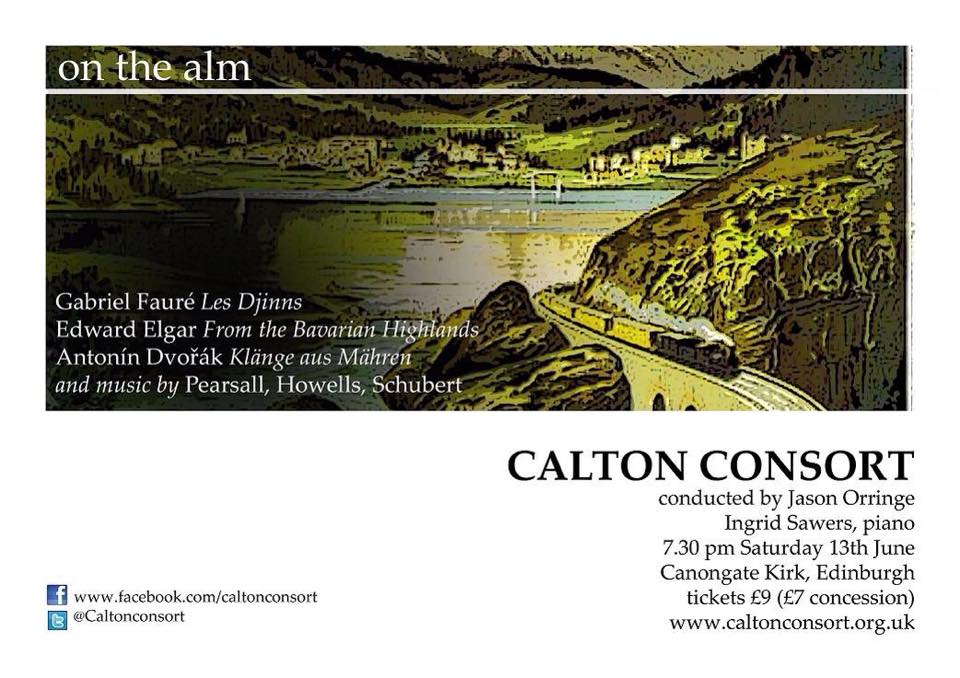 on the alm
Gabriel Fauré Les Djinns
Edward Elgar From the Bavarian Highlands
Antonín Dvořák Klänge aus Mähren
and music by Pearsall, Howells, Schubert
CALTON CONSORT
conducted by Jason Orringe
Ingrid Sawers, piano
7.30 pm Saturday 13th June
Canongate Kirk, Edinburgh
tickets £9 (£7 concession)
www.caltonconsort.org.uk
www.facebook.com/caltonconsort
@Caltonconsort